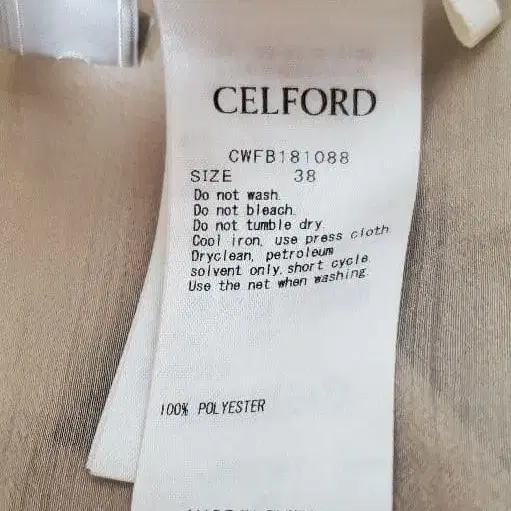 CELFORD
CWFB181088
SIZE 38
Do not wash.
Do not bleach.
Do not tumble dry.
Cool iron, use press cloth
Dryclean, petroleum
solvent only, short cycle.
Use the net when washing.
100% POLYESTER